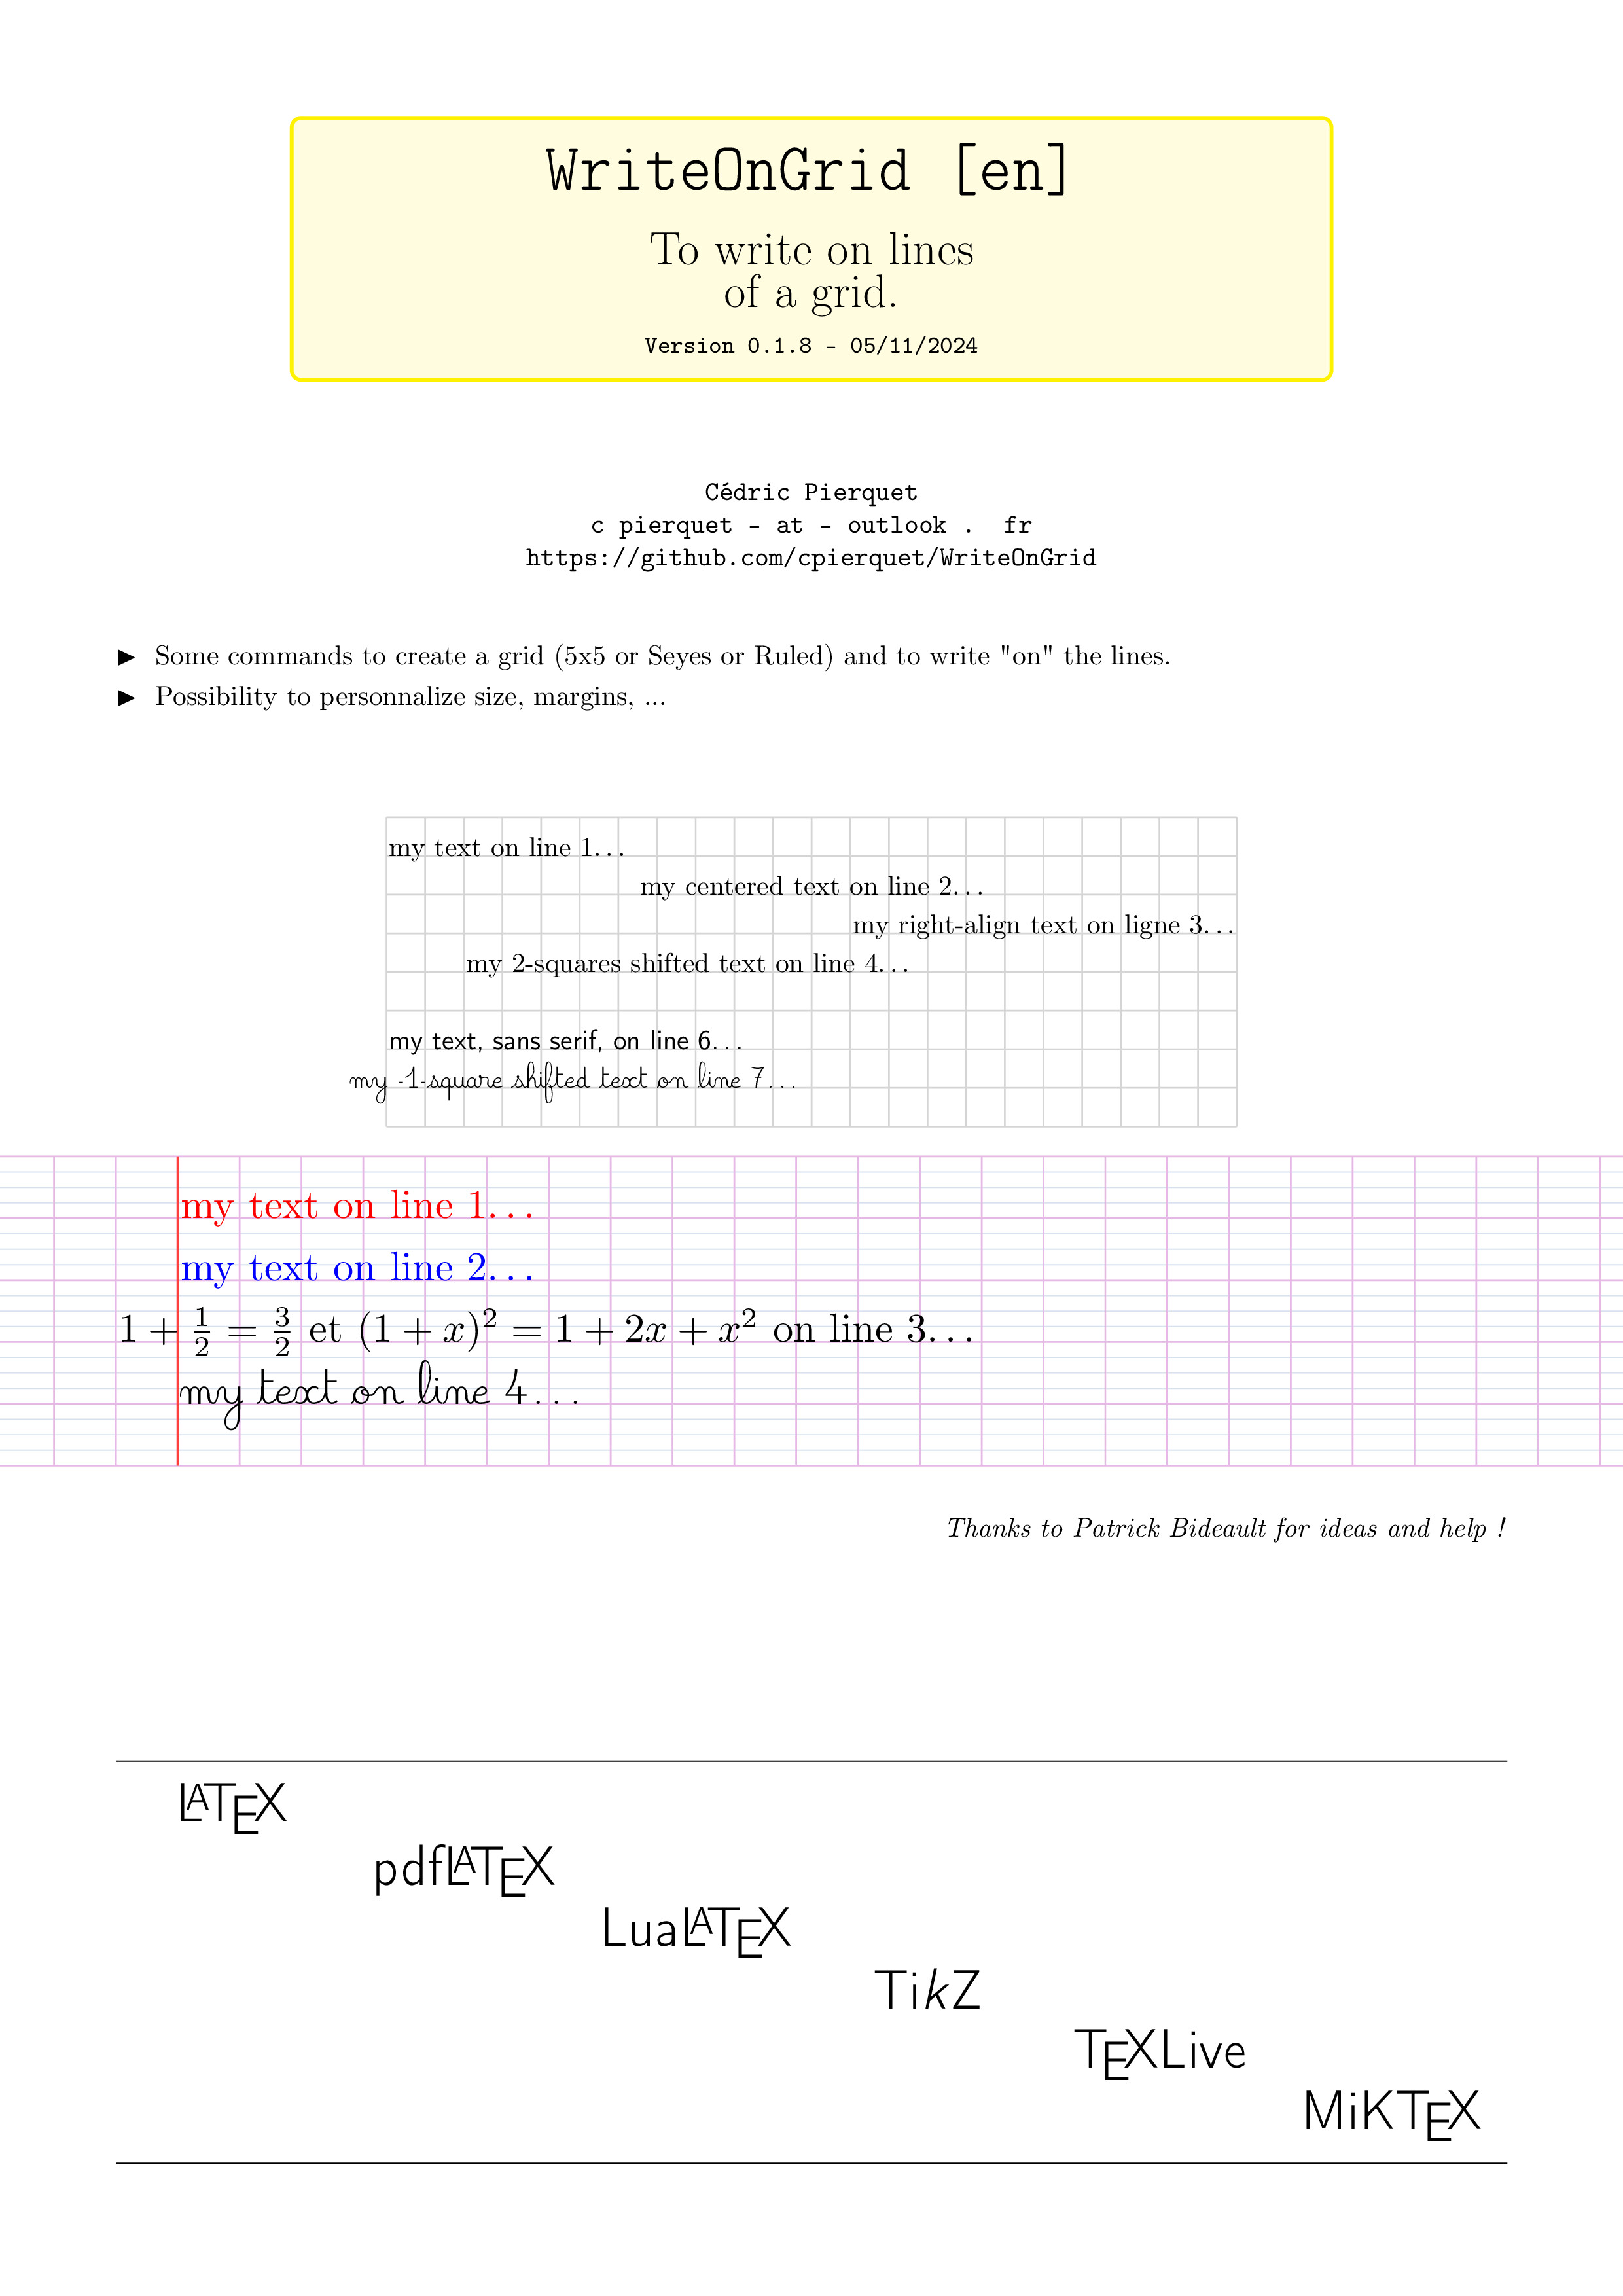 WriteOnGrid [en]
To write on lines
of a grid.
Version 0.1.8 - 05/11/2024
Cédric Pierquet
c pierquet - at - outlook . fr
https://github.com/cpierquet/WriteOnGrid
► Some commands to create a grid (5x5 or Seyes or Ruled) and to write "on" the lines.
► Possibility to personnalize size, margins, ...
my text on line 1...
my centered text on line 2...
my right-align text on ligne 3...
my 2-squares shifted text on line 4...
my text, sans serif, on line 6...
my -1-square shifted text on line 7...
my text on line 1...
my text on line 2...
1 + 1/2 = 3/2 et (1 + x)² = 1 + 2x + x² on line 3...
my text on line 4...
Thanks to Patrick Bideault for ideas and help !
LATEX
pdfLATEX
LuaLATEX
TikZ
TEXLive
MiKTEX